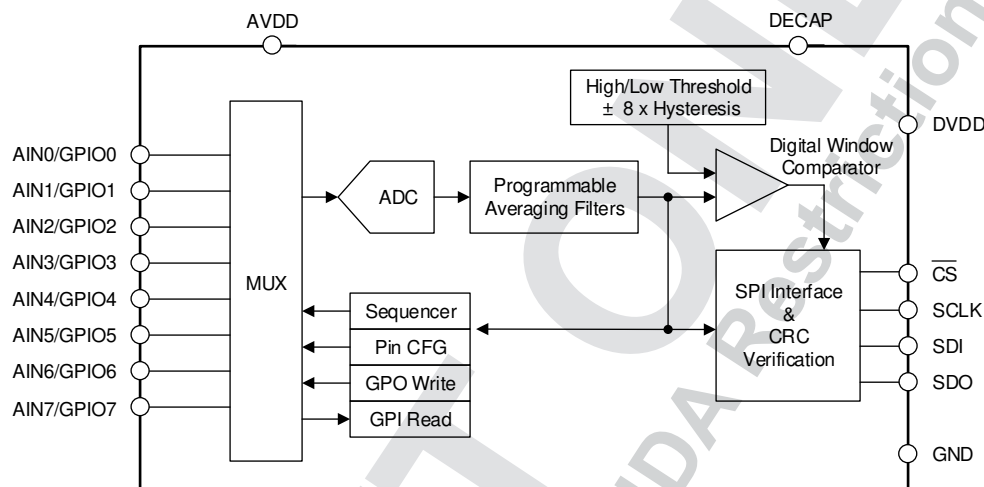 AVDD
DECAP
High/Low Threshold
± 8 x Hysteresis
DVDD
Digital Window
Comparator
AIN0/GPIO0
AIN1/GPIO1
AIN2/GPIO2
AIN3/GPIO3
AIN4/GPIO4
AIN5/GPIO5
AIN6/GPIO6
AIN7/GPIO7
MUX
ADC
Programmable
Averaging Filters
Sequencer
Pin CFG
GPO Write
GPI Read
SPI Interface
&
CRC
Verification
CS
SCLK
SDI
SDO
GND
NDA Restriction